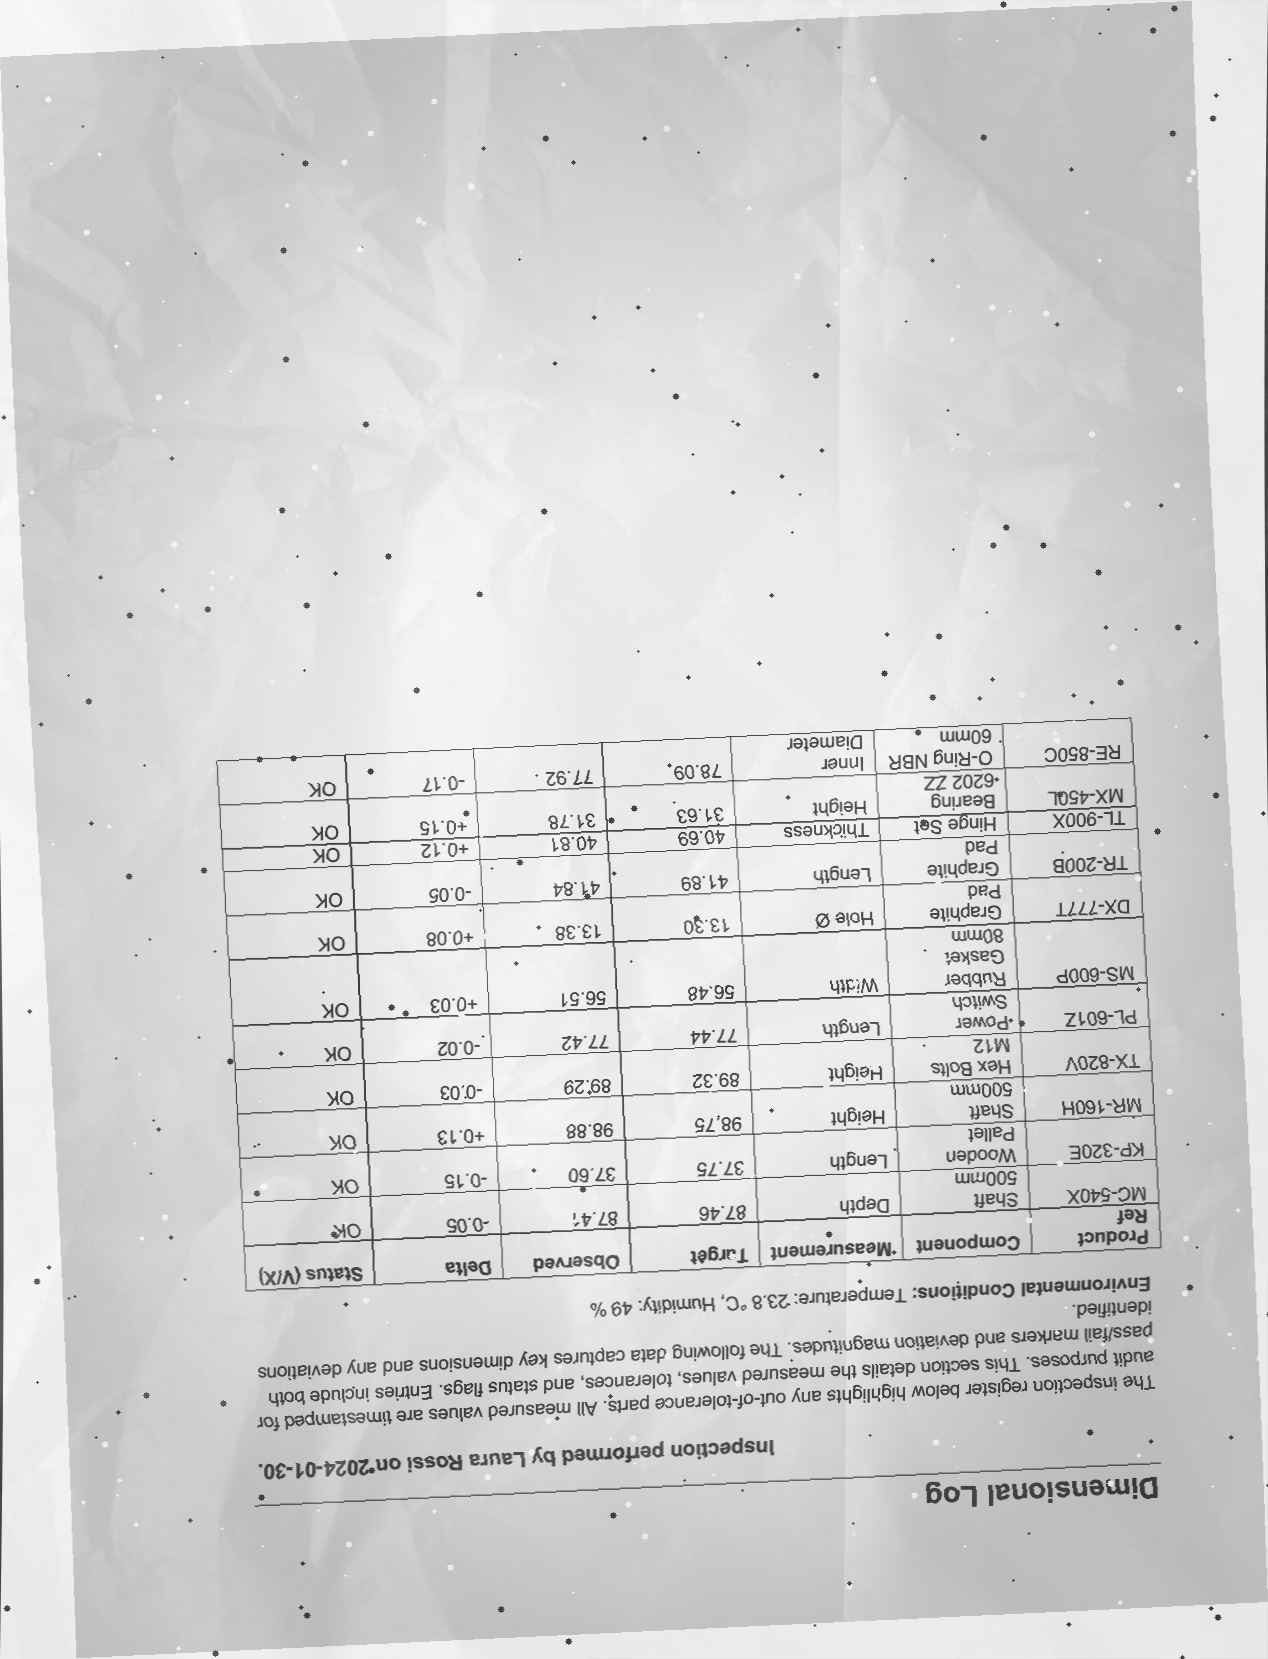 Dimensional Log
Inspection performed by Laura Rossi on 2024-01-30.
The inspection register below highlights any out-of-tolerance parts. All measured values are timestamped for
audit purposes. This section details the measured values, tolerances, and status flags. Entries include both
pass/fail markers and deviation magnitudes. The following data captures key dimensions and any deviations
identified.
Environmental Conditions: Temperature: 23.8 °C, Humidity: 49 %
Product Component Measurement Target Observed Delta Status (V/X)
Ref
MC-540X Shaft Depth 87.46 87.41 -0.05 OK
500mm
KP-320E Wooden Length 37.75 37.60 -0.15 OK
Pallet
MR-160H Shaft Height 98.75 98.88 +0.13 OK
500mm
TX-820V Hex Bolts Height 89.32 89.29 -0.03 OK
M12
PL-601Z Power Length 77.44 77.42 -0.02 OK
Switch
MS-600P Rubber Width 56.48 56.51 +0.03 OK
Gasket
80mm
DX-777T Graphite Hole Ø 13.30 13.38 +0.08 OK
Pad
TR-200B Graphite Length 41.89 41.84 -0.05 OK
Pad
TL-900X Hinge Set Thickness 40.69 40.81 +0.12 OK
MX-450L Bearing Height 31.63 31.78 +0.15 OK
6202 ZZ
RE-850C O-Ring NBR Inner 78.09 77.92 -0.17 OK
60mm Diameter